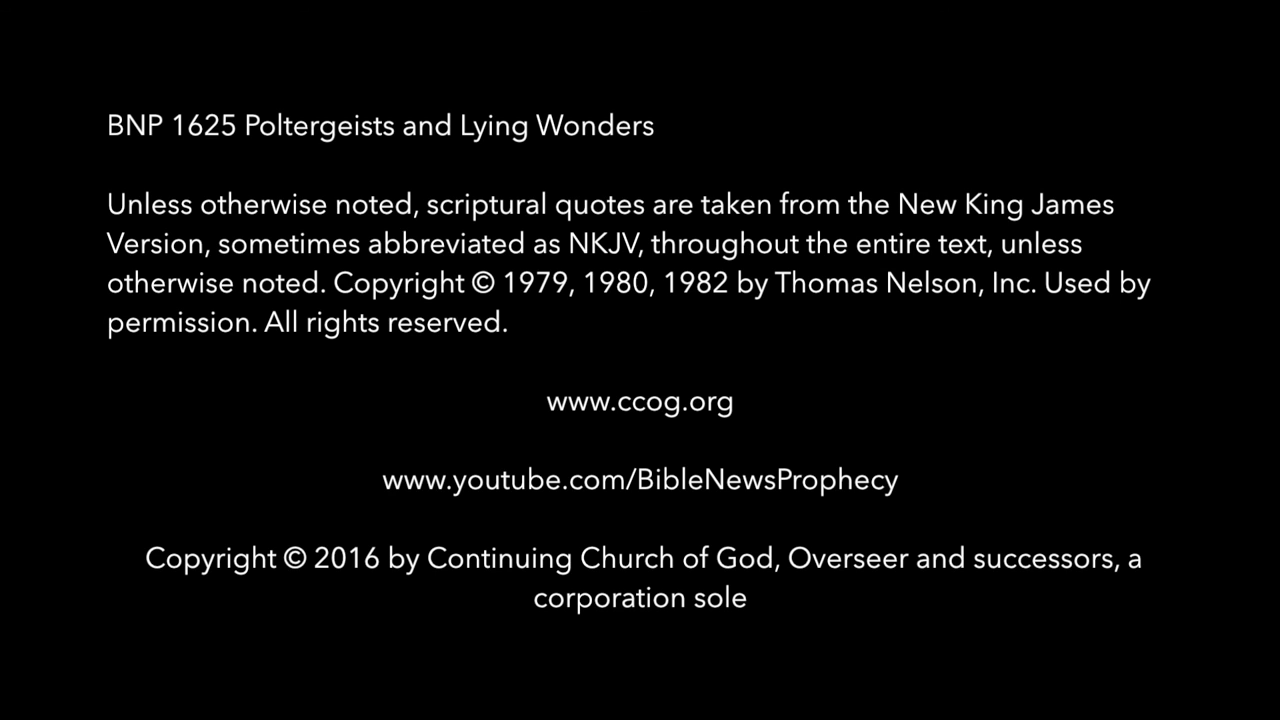 BNP 1625 Poltergeists and Lying Wonders
Unless otherwise noted, scriptural quotes are taken from the New King James
Version, sometimes abbreviated as NKJV, throughout the entire text, unless
otherwise noted. Copyright © 1979, 1980, 1982 by Thomas Nelson, Inc. Used by
permission. All rights reserved.
www.ccog.org
www.youtube.com/BibleNewsProphecy
Copyright © 2016 by Continuing Church of God, Overseer and successors, a
corporation sole